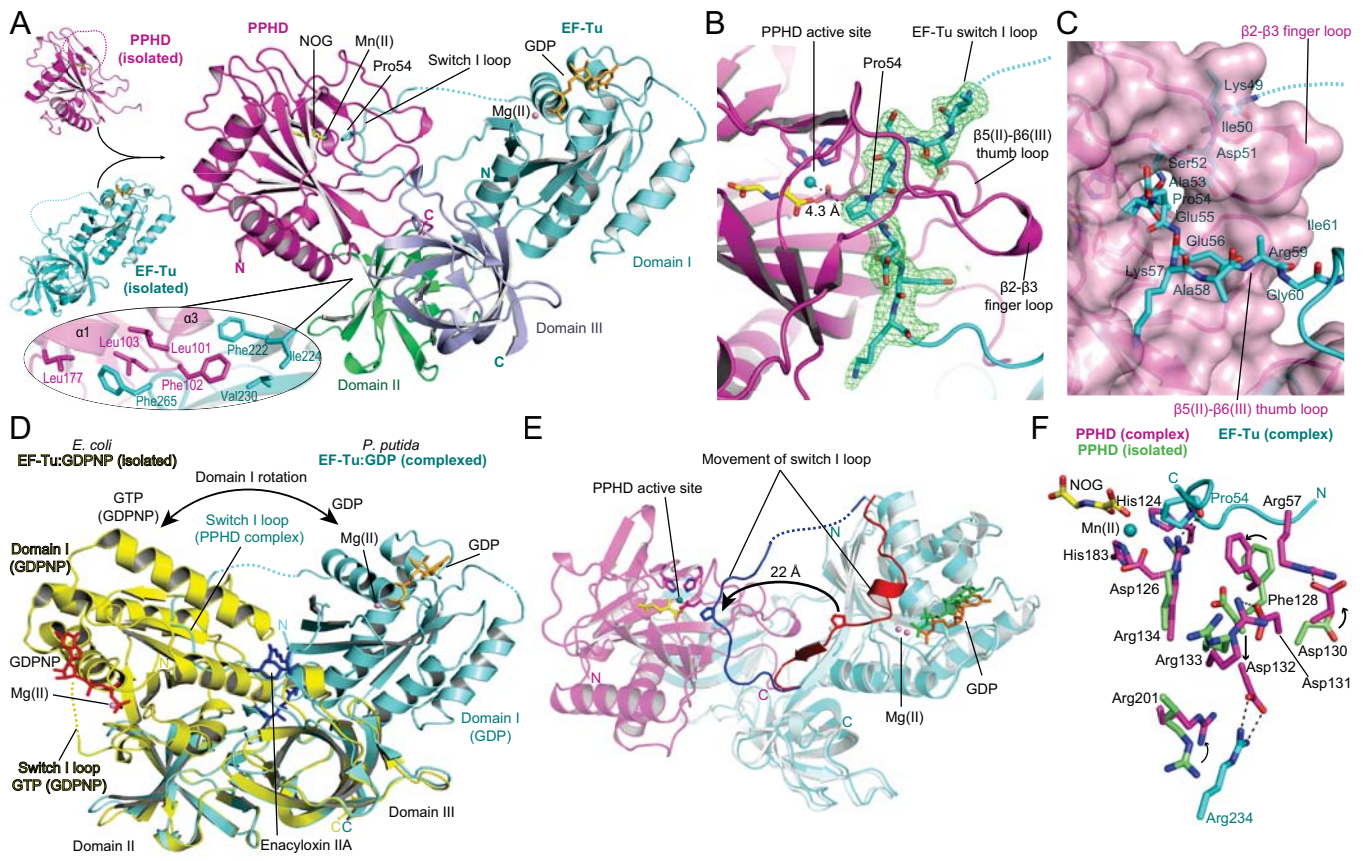 A
PPHD
(isolated)
PPHD
NOG
Mn(II)
Pro54
Switch I loop
EF-Tu
GDP
Mg(II)
N
N
C
EF-Tu
(isolated)
Domain I
Domain III
C
Domain II
α1
α3
Leu103
Leu101
Leu177
Phe102
Phe265
Phe222
Ile224
Val230
B
PPHD active site
EF-Tu switch I loop
Pro54
β5(II)-β6(III)
thumb loop
4.3 Å
β2-β3
finger loop
C
β2-β3 finger loop
Lys49
Ile50
Asp51
Ser52
Ala53
Pro54
Glu55
Glu56
Ile61
Arg59
Lys57
Ala58
Gly60
β5(II)-β6(III) thumb loop
D
E. coli
EF-Tu:GDPNP (isolated)
P. putida
EF-Tu:GDP (complexed)
Domain I rotation
GTP
(GDPNP)
GDP
Switch I loop
(PPHD complex)
Mg(II)
GDP
Domain I
(GDPNP)
N
N
GDPNP
Mg(II)
Domain I
(GDP)
Switch I loop
GTP (GDPNP)
Domain III
CC
Domain II
Enacyloxin IIA
E
Movement of switch I loop
PPHD active site
N
22 Å
N
C
C
Mg(II)
GDP
F
PPHD (complex)
EF-Tu (complex)
PPHD (isolated)
NOG
C
His124
Pro54
Arg57
N
Mn(II)
His183
Asp126
Phe128
Arg134
Asp130
Arg133
Asp132
Asp131
Arg201
Arg234